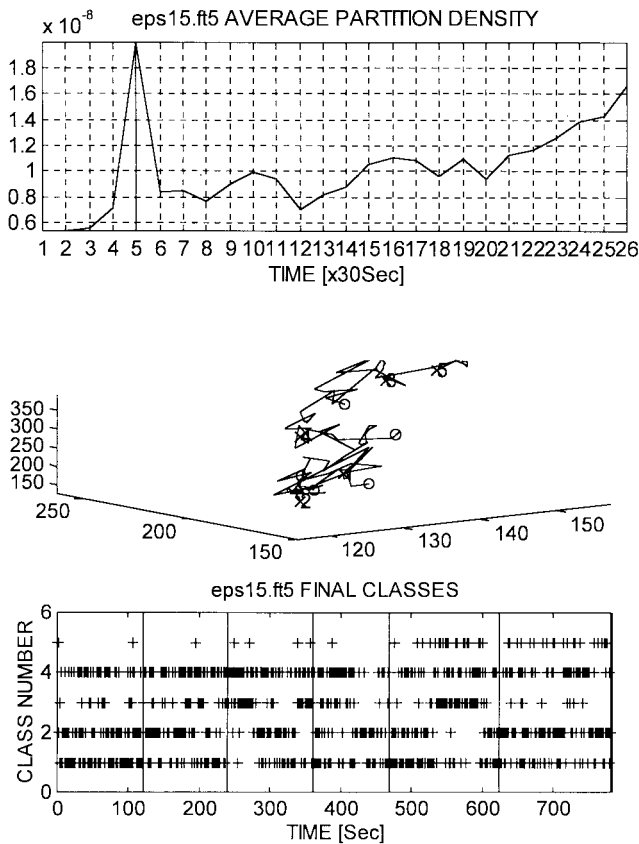 eps15.ft5 AVERAGE PARTITION DENSITY
x 10^-8
1.8
1.6
1.4
1.2
1
0.8
0.6
1 2 3 4 5 6 7 8 9 10 11 12 13 14 15 16 17 18 19 20 21 22 23 24 25 26
TIME [x30Sec]
350
300
250
200
150
250 200 150 120 130 140 150
eps15.ft5 FINAL CLASSES
CLASS NUMBER
6
4
2
0
0 100 200 300 400 500 600 700
TIME [Sec]